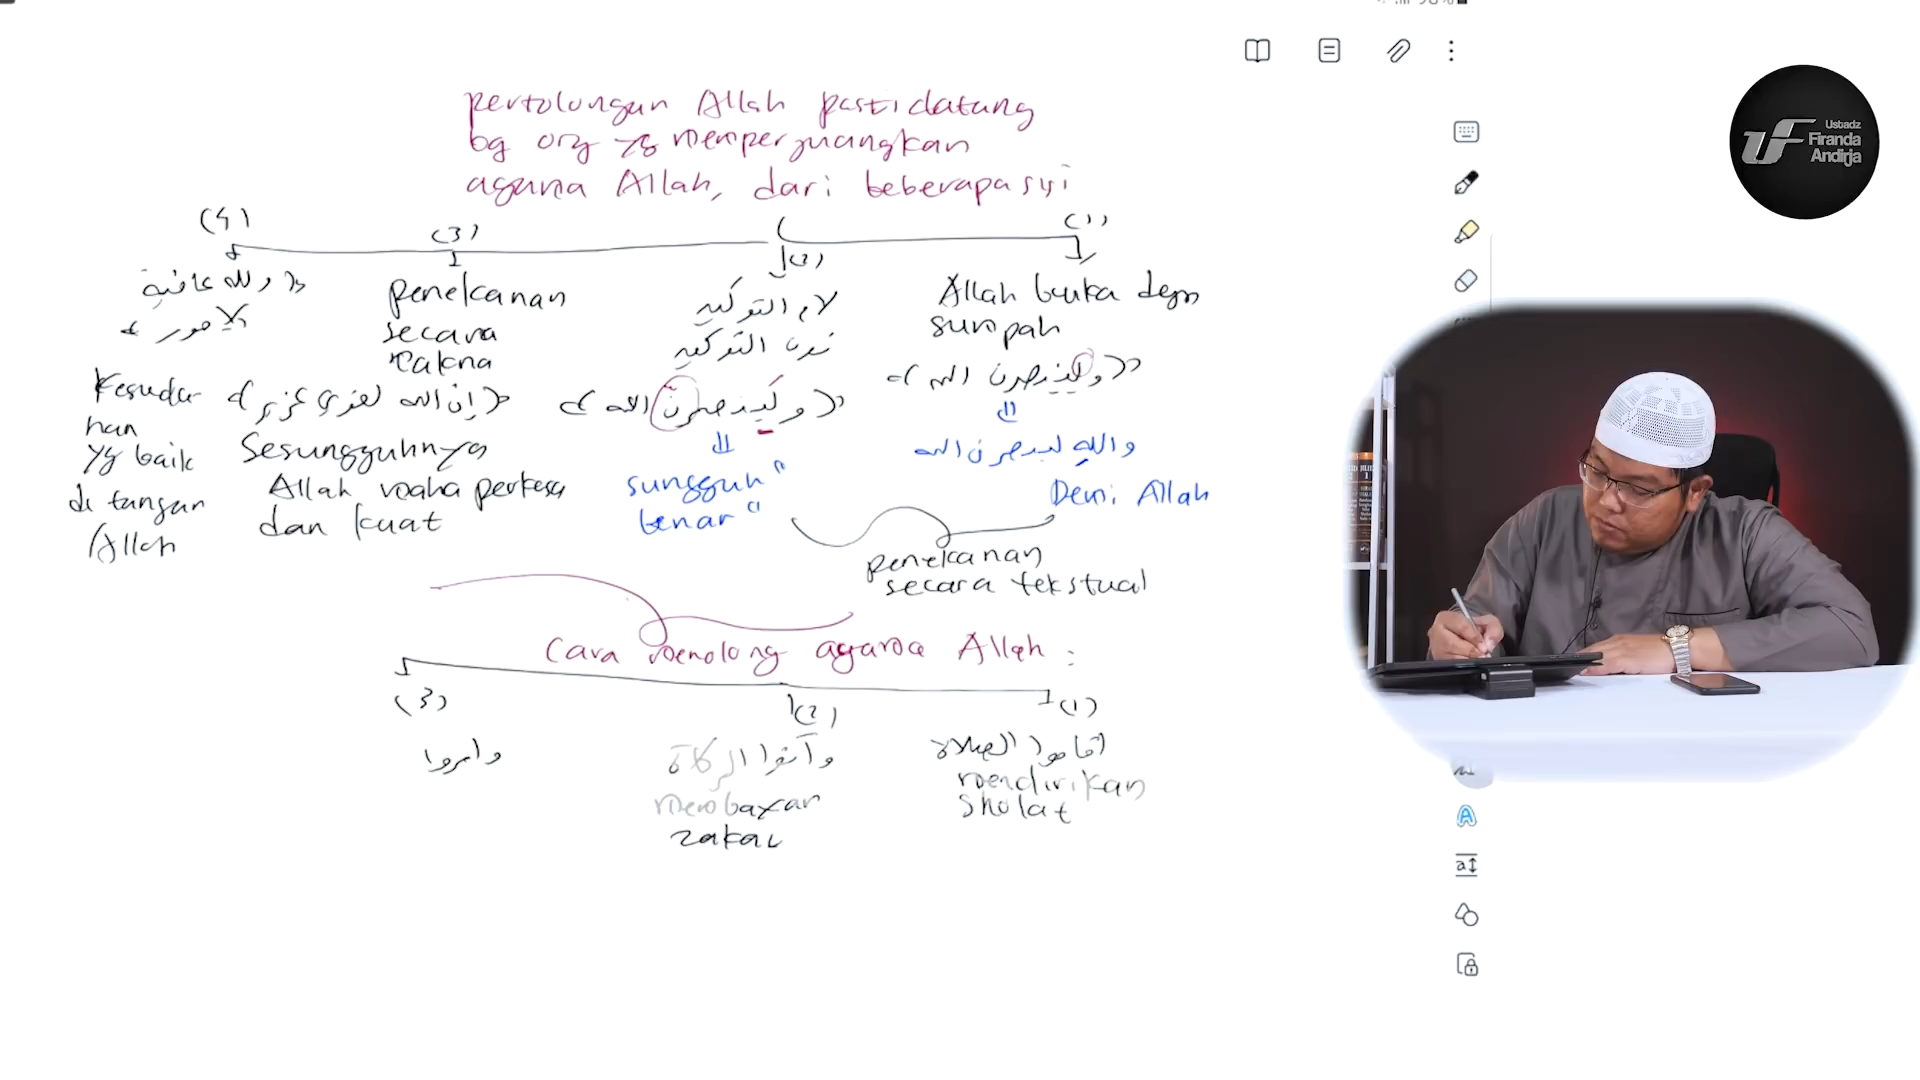 pertolongan Allah pasti datang
bg org yg memperjuangkan
agama Allah, dari beberapa sisi
(1)
Allah buka dgn
sumpah
(( ولينصرن الله ))
والله لينصرن الله
Demi Allah
(2)
لام التوكيد
نون التوكيد
(( ولينصرنّ الله ))
"sungguh
benar"
penekanan
secara tekstual
(3)
penekanan
secara
makna
(( إن الله لقوي عزيز ))
Sesungguhnya
Allah maha perkasa
dan kuat
(4)
(( ولله عاقبة
الأمور ))
Kesudahan
yg baik
di tangan
Allah
Cara menolong agama Allah :
(1)
أقاموا الصلاة
mendirikan
sholat
(2)
وآتوا الزكاة
membayar
zakat
(3)
وأمروا
Ustadz
Firanda
Andirja